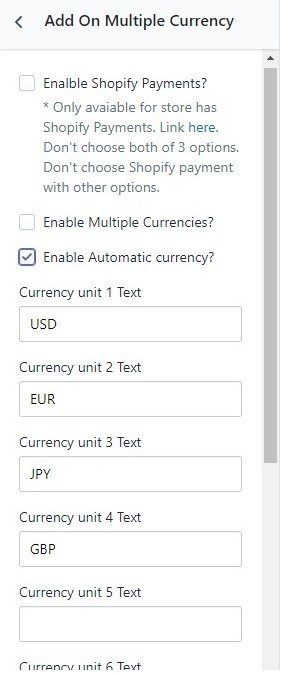 Add On Multiple Currency
Enalble Shopify Payments?
* Only avaiable for store has
Shopify Payments. Link here.
Don't choose both of 3 options.
Don't choose Shopify payment
with other options.
Enable Multiple Currencies?
Enable Automatic currency?
Currency unit 1 Text
USD
Currency unit 2 Text
EUR
Currency unit 3 Text
JPY
Currency unit 4 Text
GBP
Currency unit 5 Text
Currency unit 6 Text